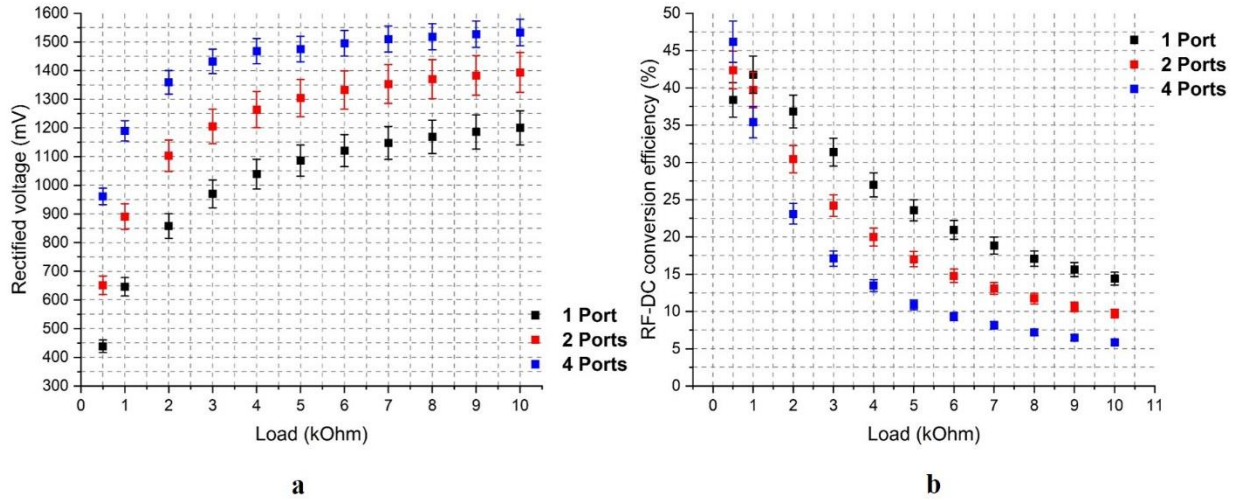 1600
1500
1400
1300
1200
1100
1000
900
800
700
600
500
400
300
Rectified voltage (mV)
0 1 2 3 4 5 6 7 8 9 10
Load (kOhm)
1 Port
2 Ports
4 Ports
a
50
45
40
35
30
25
20
15
10
5
0
RF-DC conversion efficiency (%)
0 1 2 3 4 5 6 7 8 9 10 11
Load (kOhm)
1 Port
2 Ports
4 Ports
b